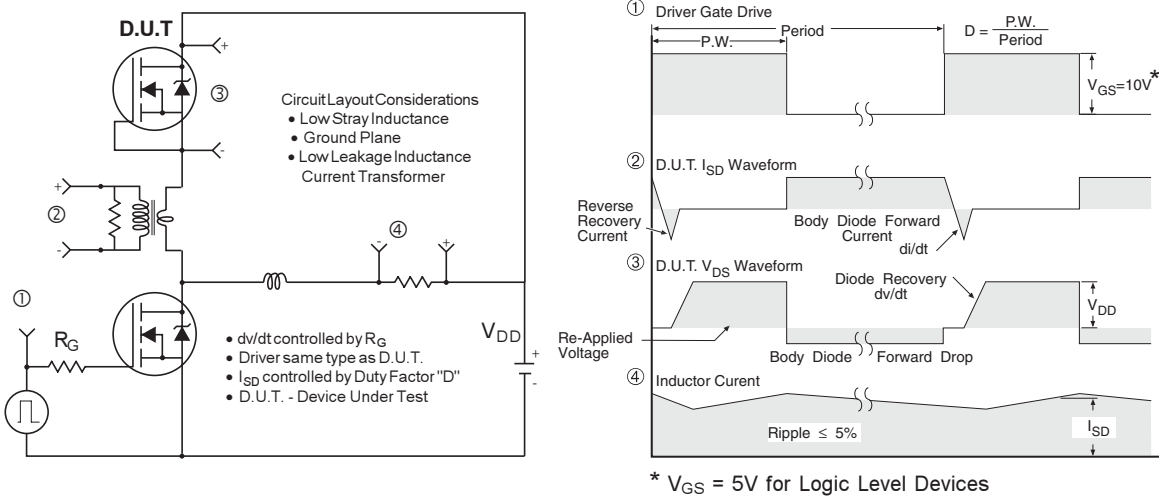 D.U.T
+
③
-
Circuit Layout Considerations
• Low Stray Inductance
• Ground Plane
• Low Leakage Inductance
Current Transformer
+
②
-
④
- +
①
R_G
V_DD
+
-
• dv/dt controlled by R_G
• Driver same type as D.U.T.
• I_SD controlled by Duty Factor "D"
• D.U.T. - Device Under Test
① Driver Gate Drive
P.W.
Period
D = P.W. / Period
V_GS=10V *
② D.U.T. I_SD Waveform
Reverse
Recovery
Current
Body Diode Forward
Current
di/dt
③ D.U.T. V_DS Waveform
Diode Recovery
dv/dt
V_DD
Re-Applied
Voltage
Body Diode Forward Drop
④ Inductor Curent
Ripple ≤ 5%
I_SD
* V_GS = 5V for Logic Level Devices